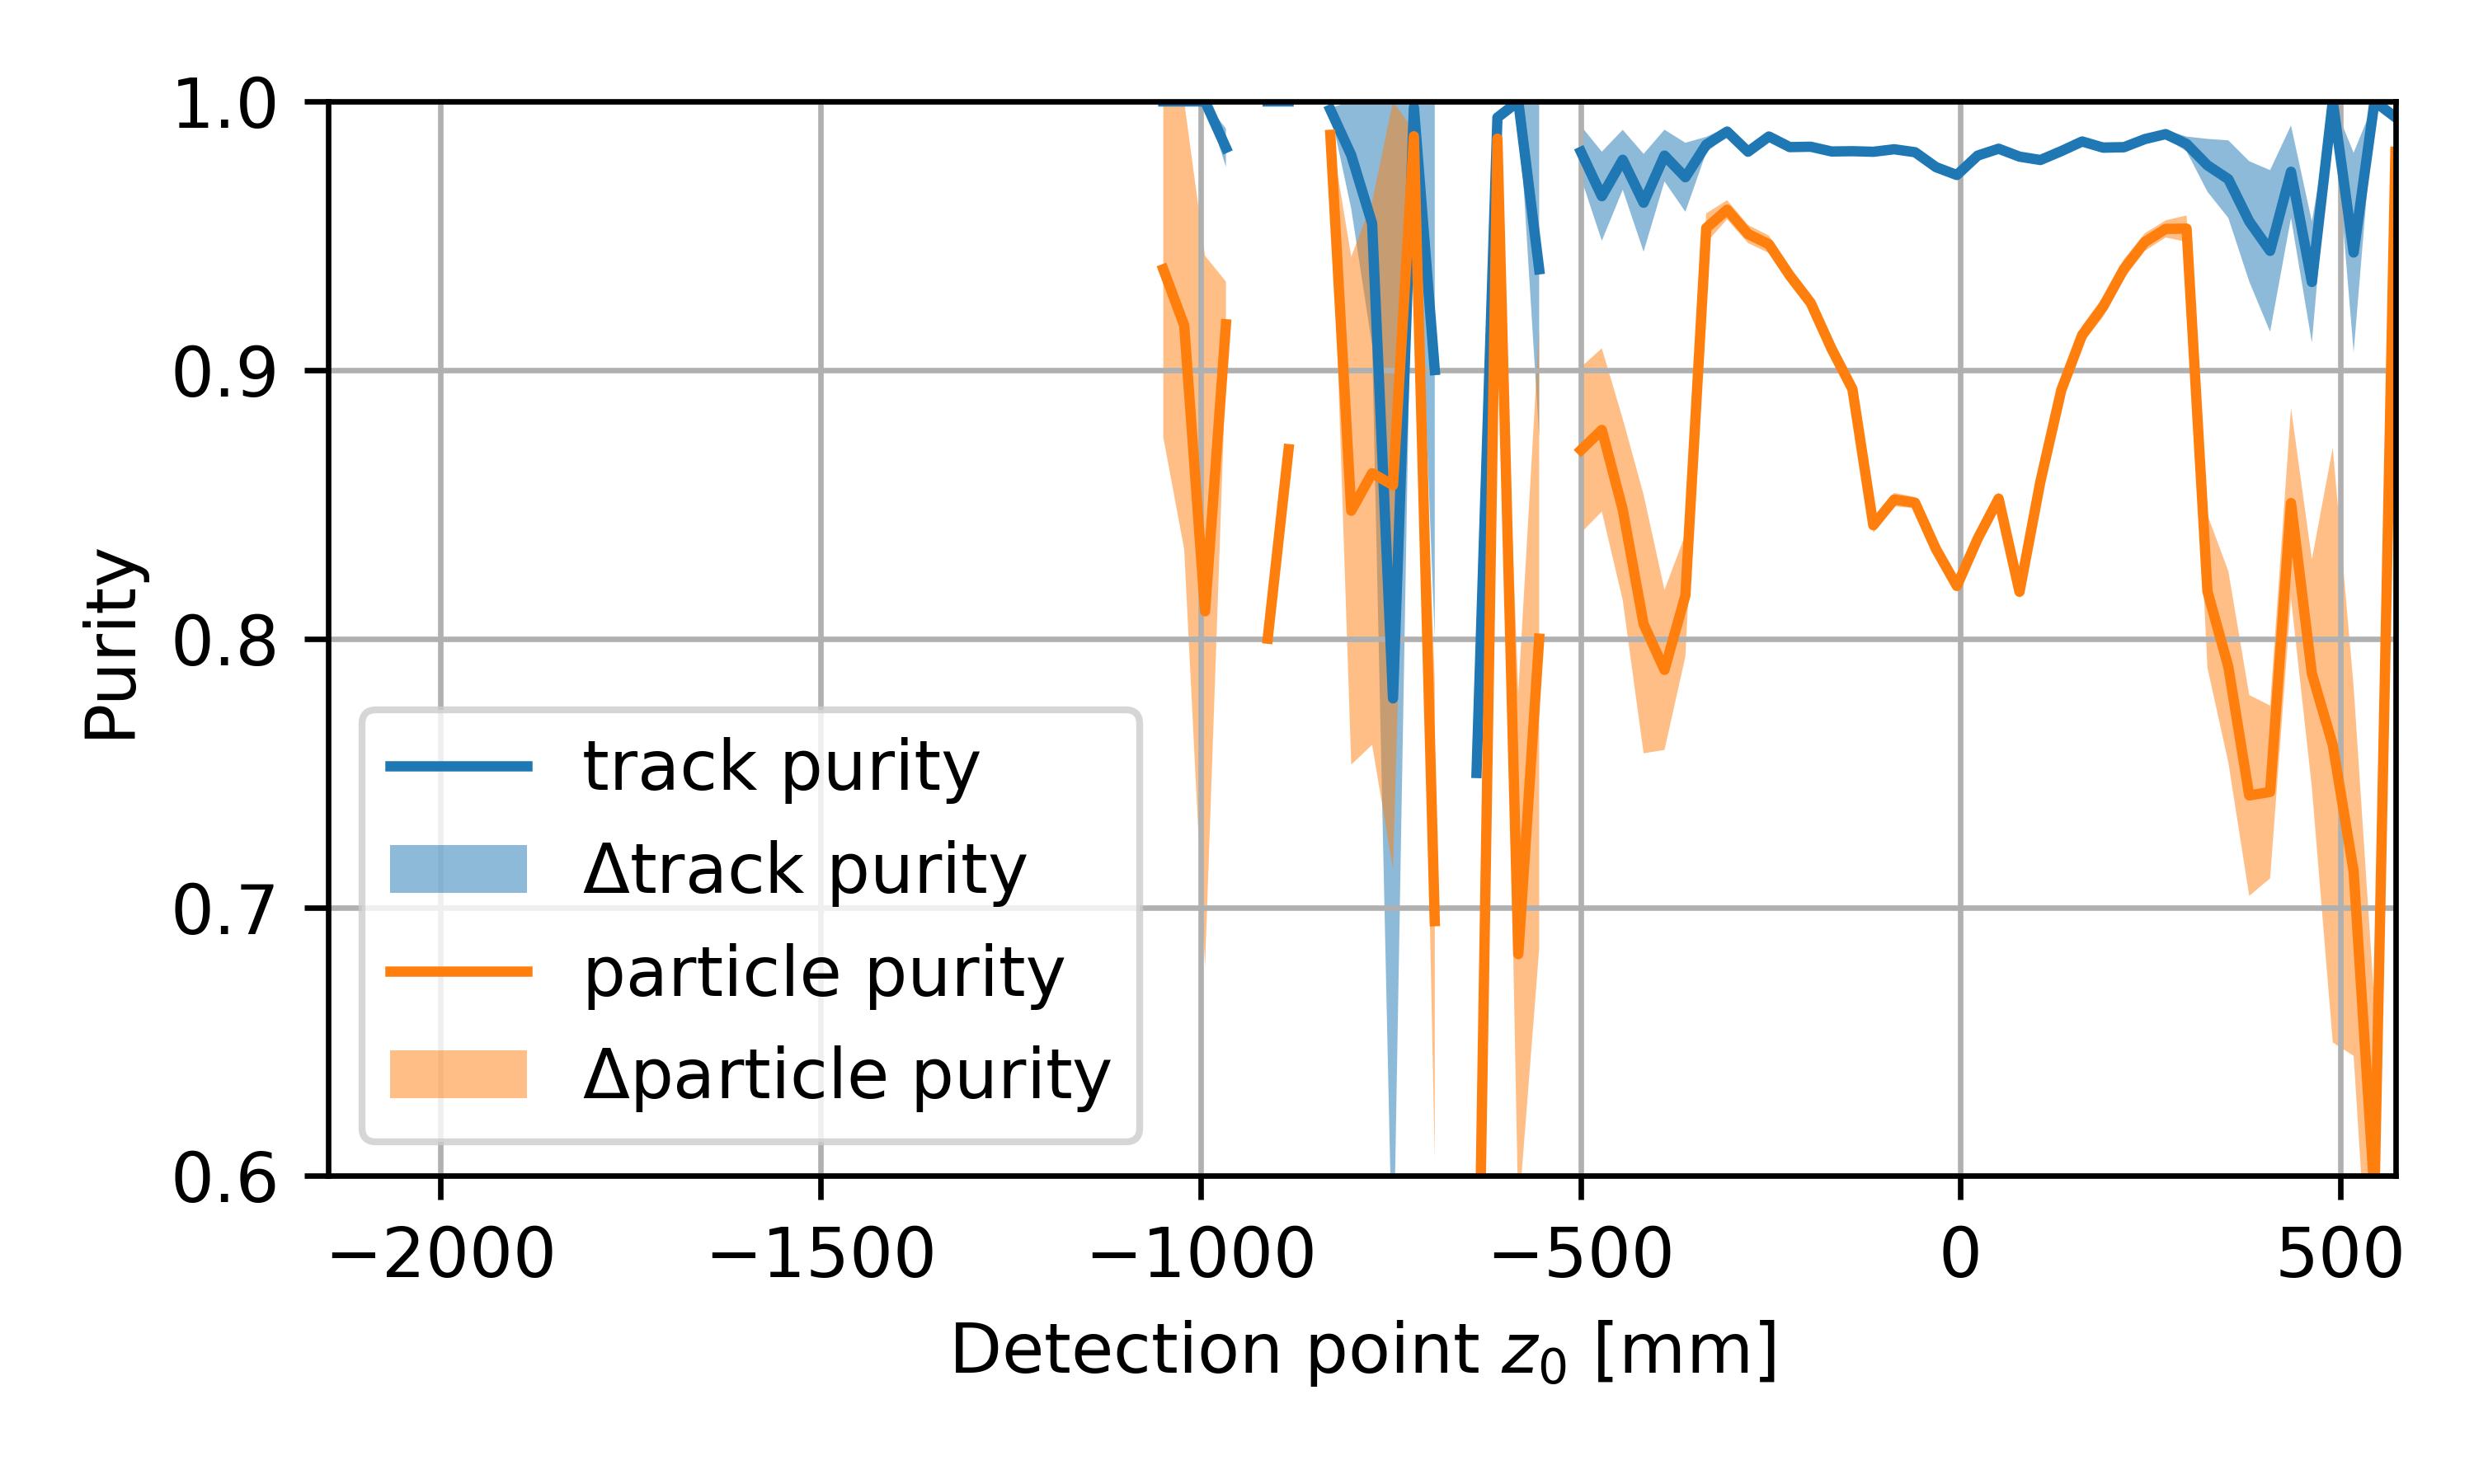 1.0
0.9
0.8
0.7
0.6
Purity
track purity
Δtrack purity
particle purity
Δparticle purity
−2000 −1500 −1000 −500 0 500
Detection point z₀ [mm]